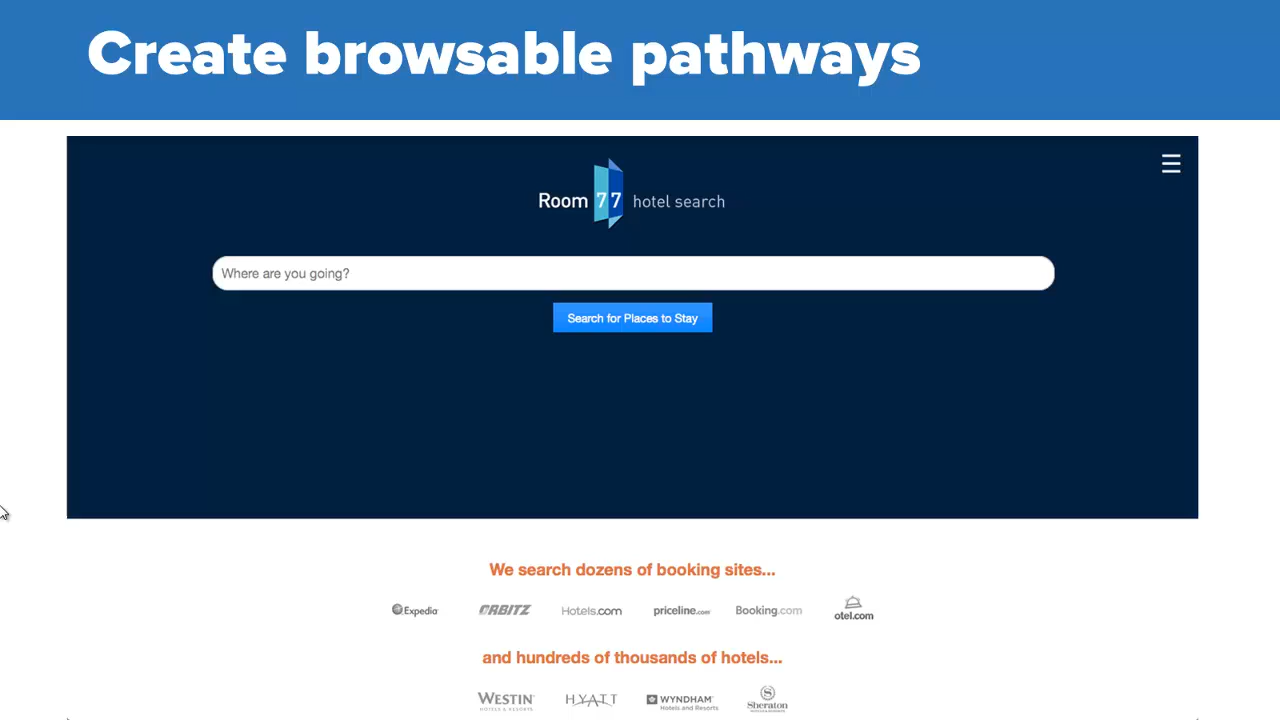 Create browsable pathways
Room 77 hotel search
Where are you going?
Search for Places to Stay
We search dozens of booking sites...
Expedia ORBITZ Hotels.com priceline.com Booking.com otel.com
and hundreds of thousands of hotels...
WESTIN HYATT WYNDHAM Sheraton
HOTELS & RESORTS Hotels and Resorts